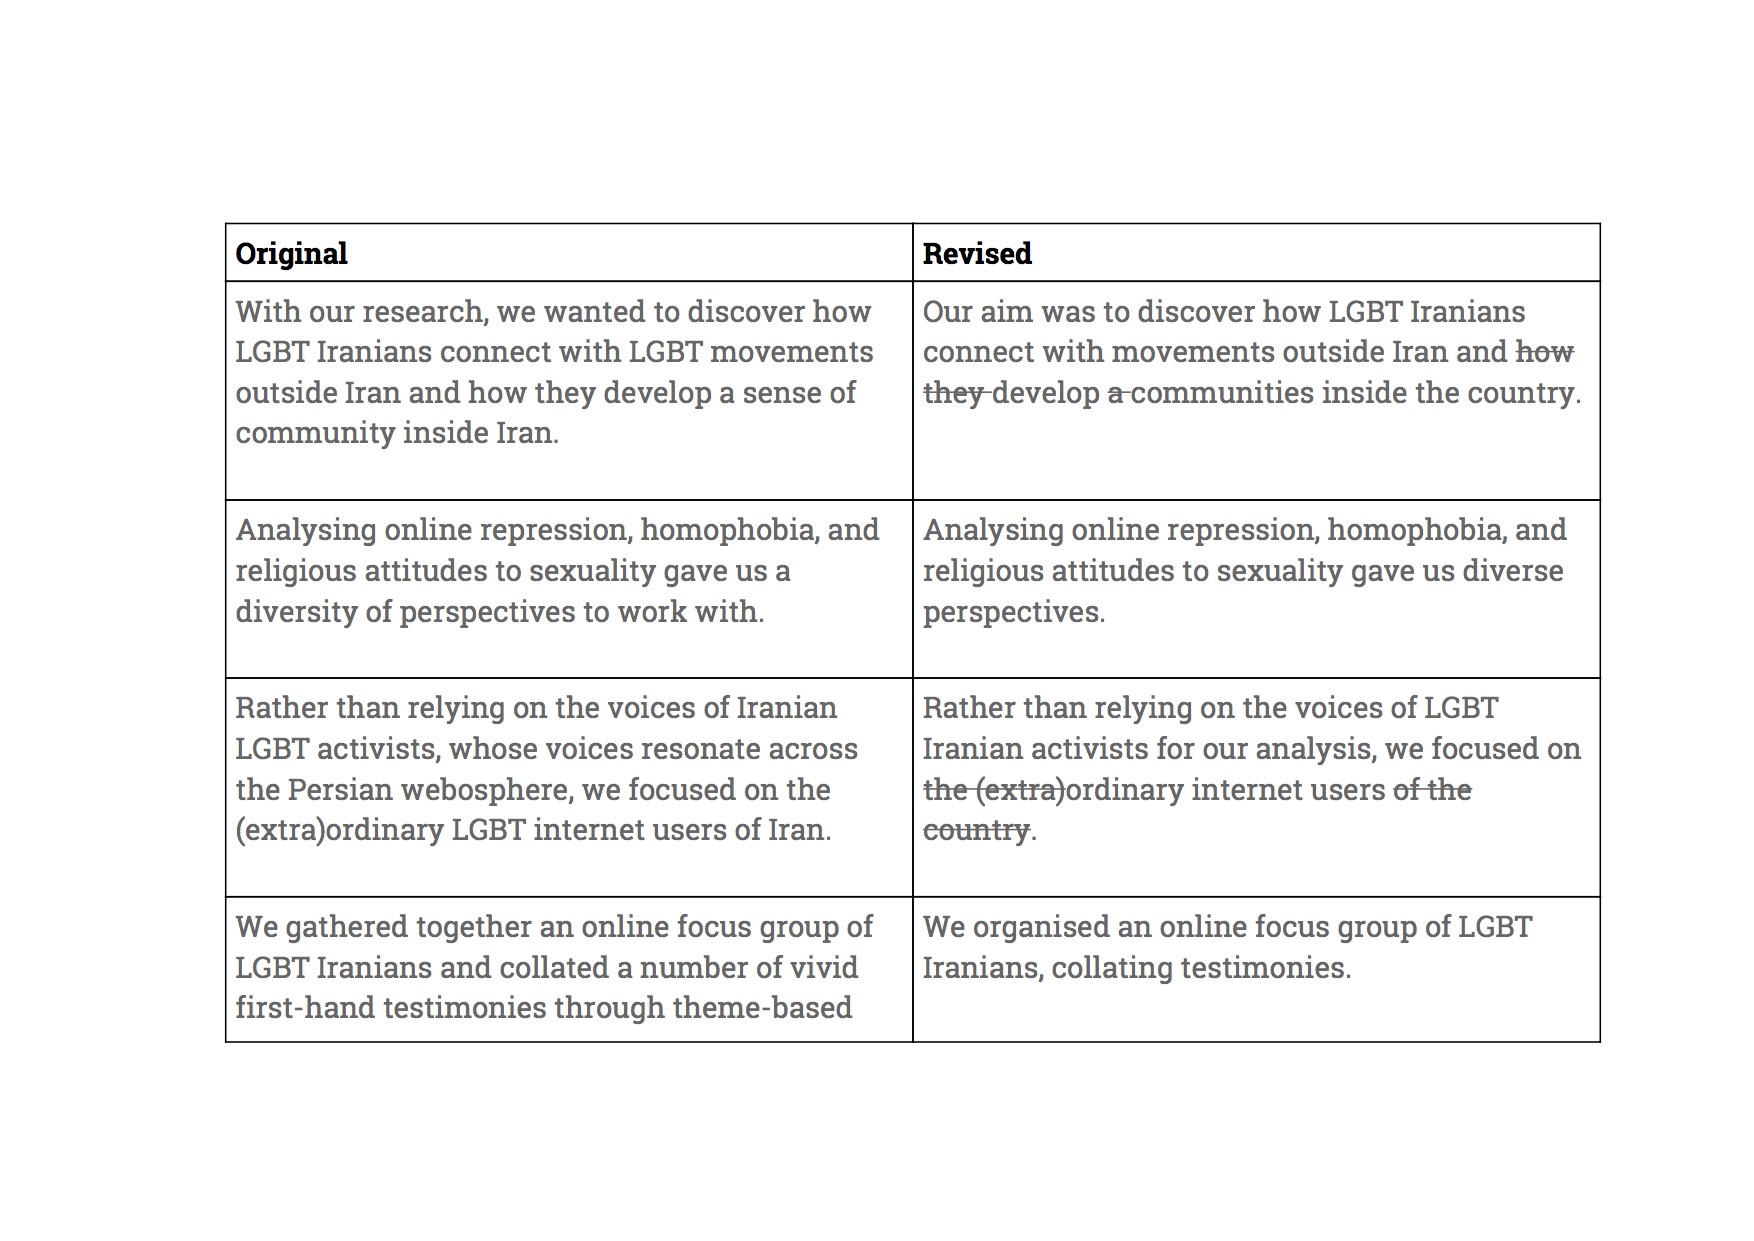 Original
Revised
With our research, we wanted to discover how
LGBT Iranians connect with LGBT movements
outside Iran and how they develop a sense of
community inside Iran.
Our aim was to discover how LGBT Iranians
connect with movements outside Iran and how
they develop a communities inside the country.
Analysing online repression, homophobia, and
religious attitudes to sexuality gave us a
diversity of perspectives to work with.
Analysing online repression, homophobia, and
religious attitudes to sexuality gave us diverse
perspectives.
Rather than relying on the voices of Iranian
LGBT activists, whose voices resonate across
the Persian webosphere, we focused on the
(extra)ordinary LGBT internet users of Iran.
Rather than relying on the voices of LGBT
Iranian activists for our analysis, we focused on
the (extra)ordinary internet users of the
country.
We gathered together an online focus group of
LGBT Iranians and collated a number of vivid
first-hand testimonies through theme-based
We organised an online focus group of LGBT
Iranians, collating testimonies.